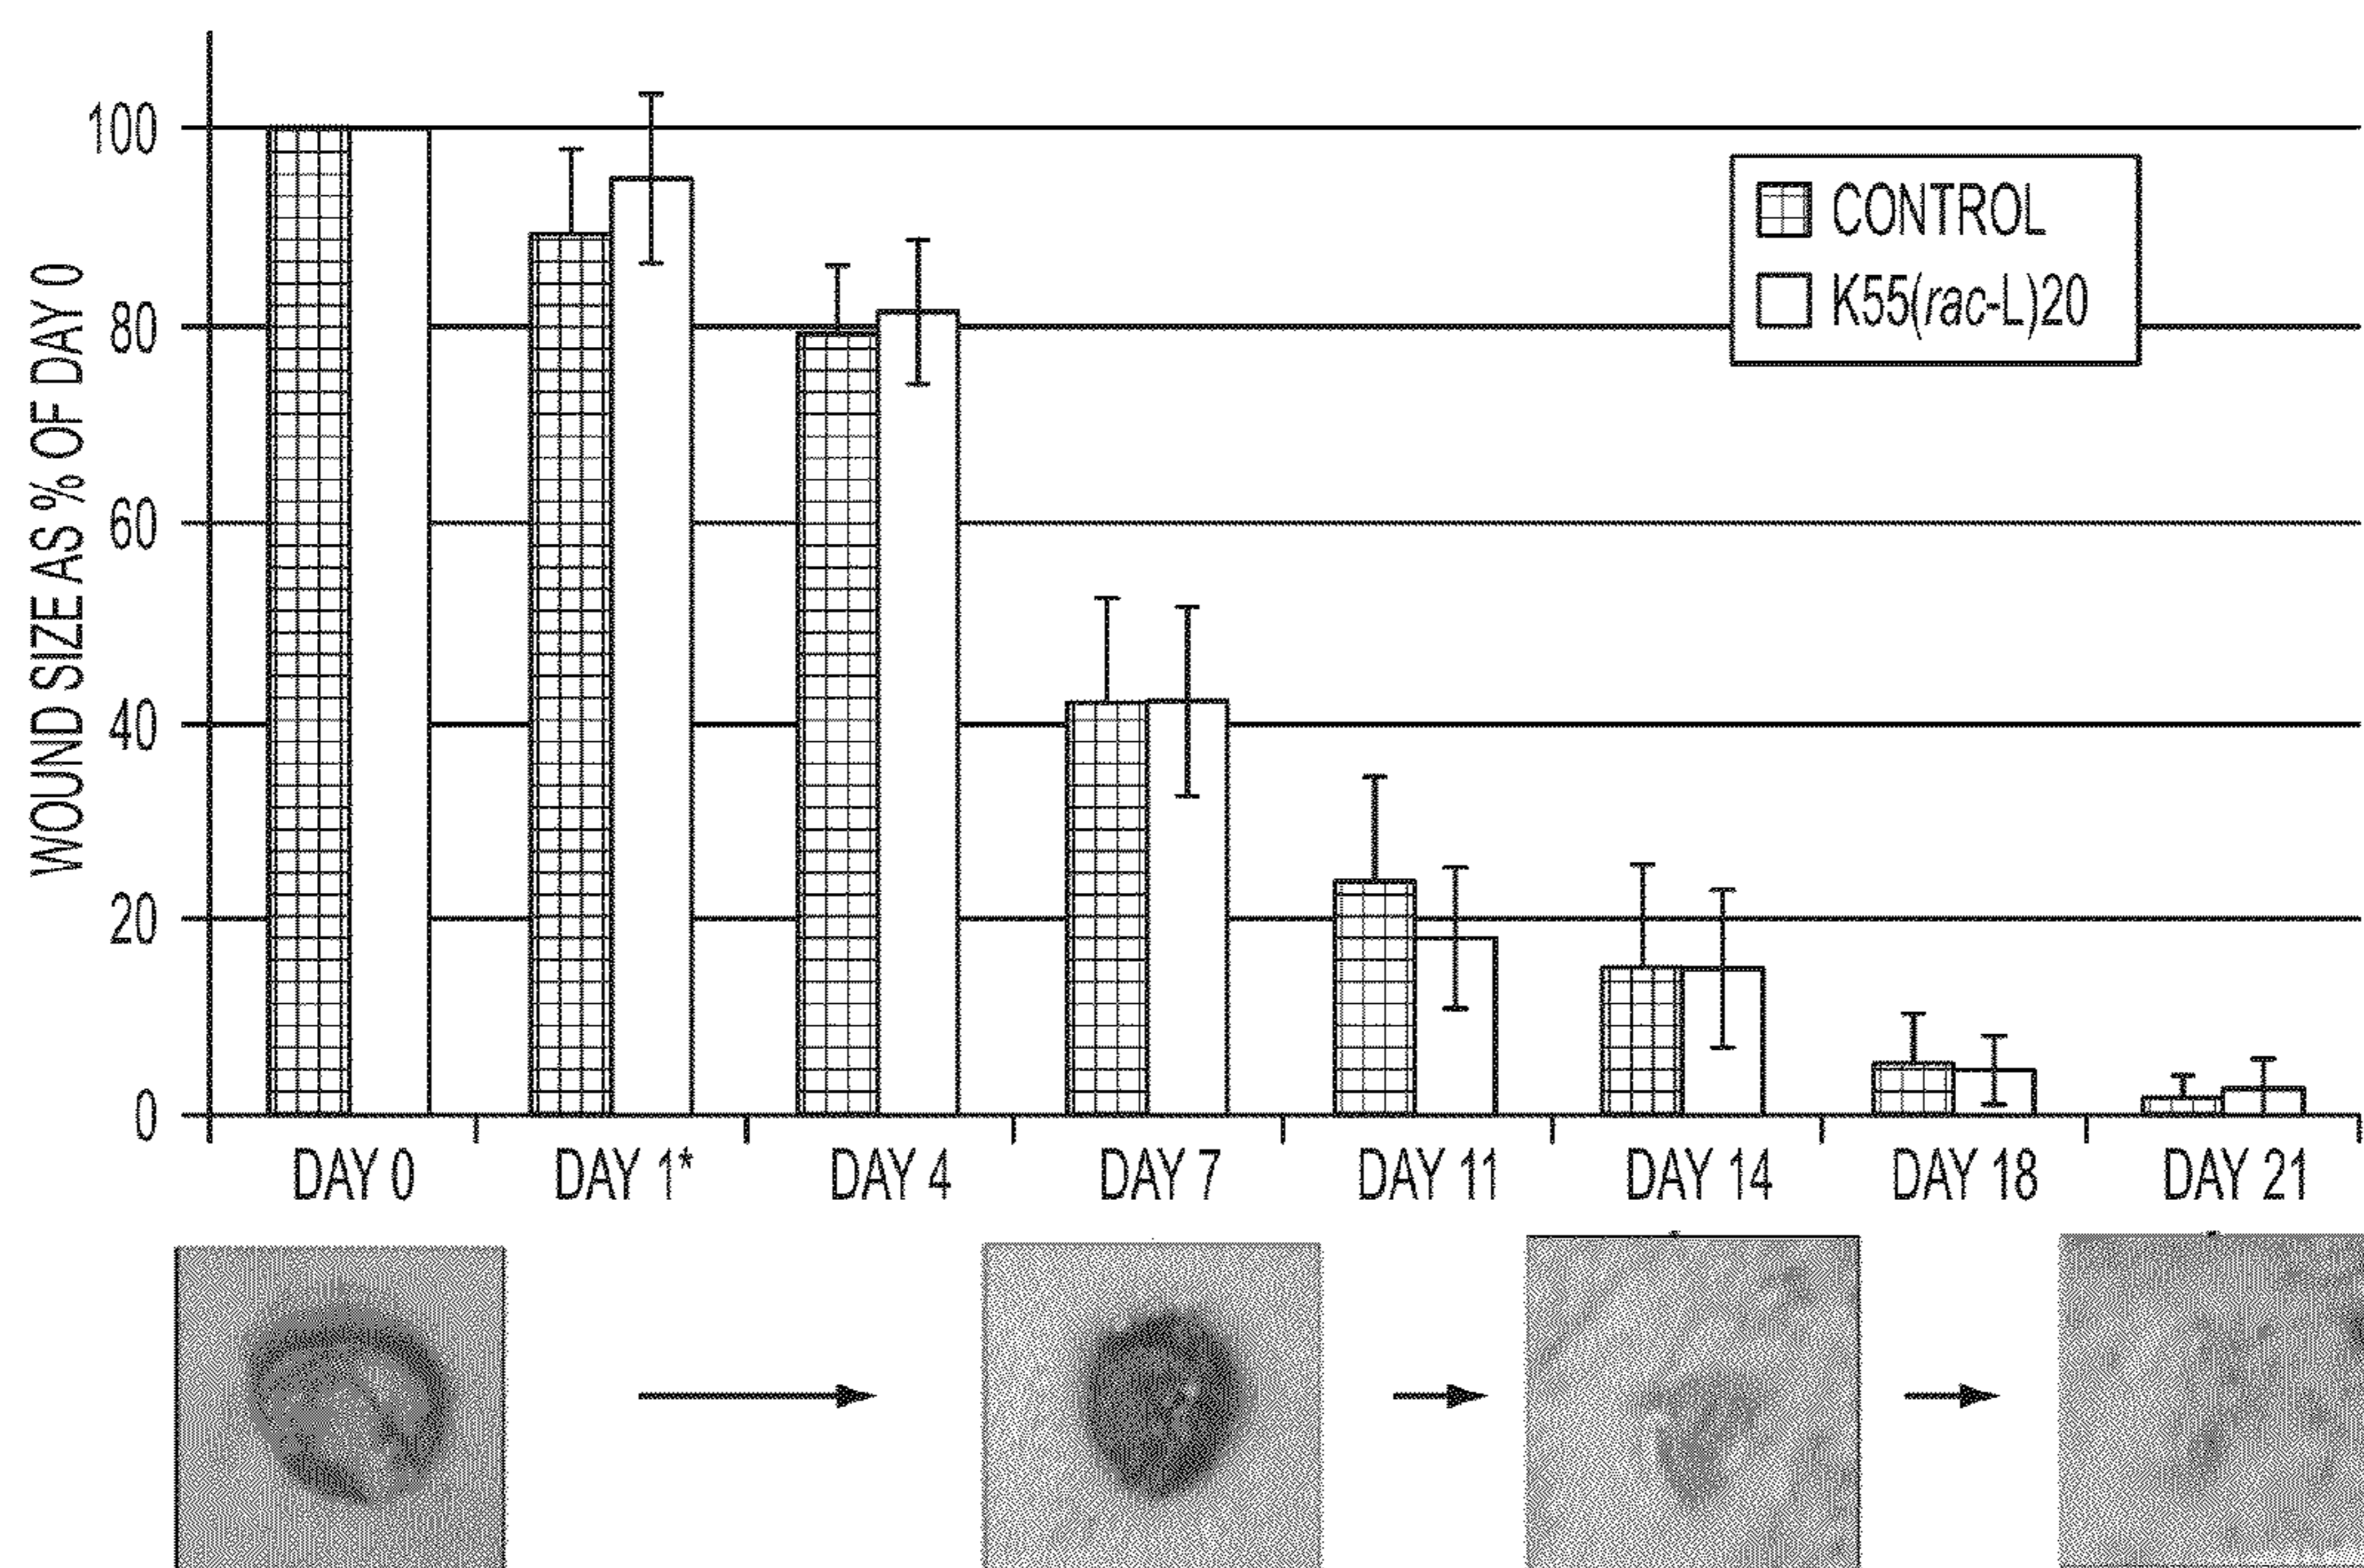 WOUND SIZE AS % OF DAY 0
100
80
60
40
20
0
CONTROL
K55(rac-L)20
DAY 0
DAY 1*
DAY 4
DAY 7
DAY 11
DAY 14
DAY 18
DAY 21